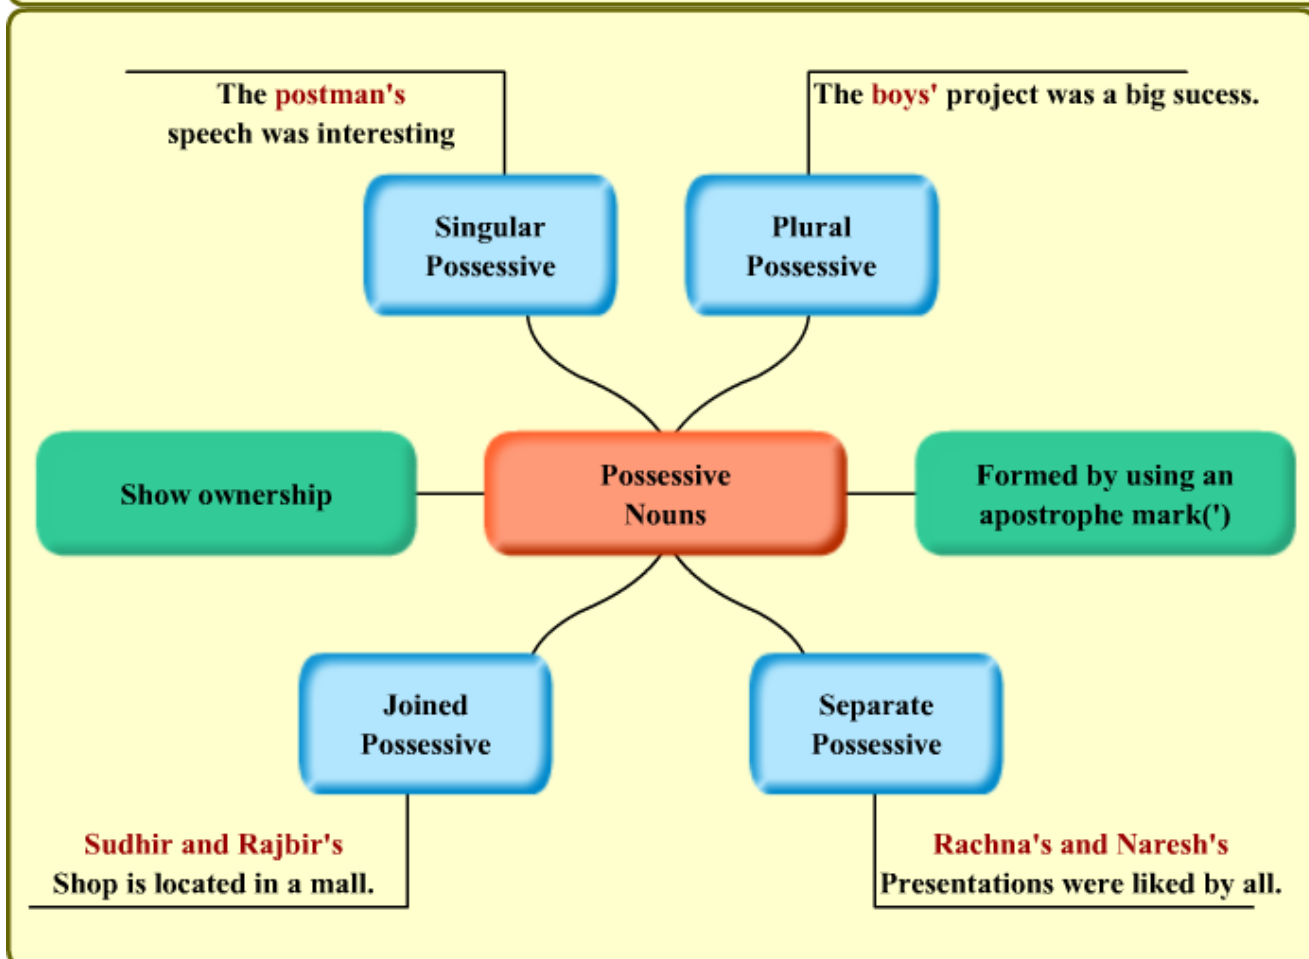 The postman's
speech was interesting
The boys' project was a big sucess.
Singular
Possessive
Plural
Possessive
Show ownership
Possessive
Nouns
Formed by using an
apostrophe mark(')
Joined
Possessive
Separate
Possessive
Sudhir and Rajbir's
Shop is located in a mall.
Rachna's and Naresh's
Presentations were liked by all.